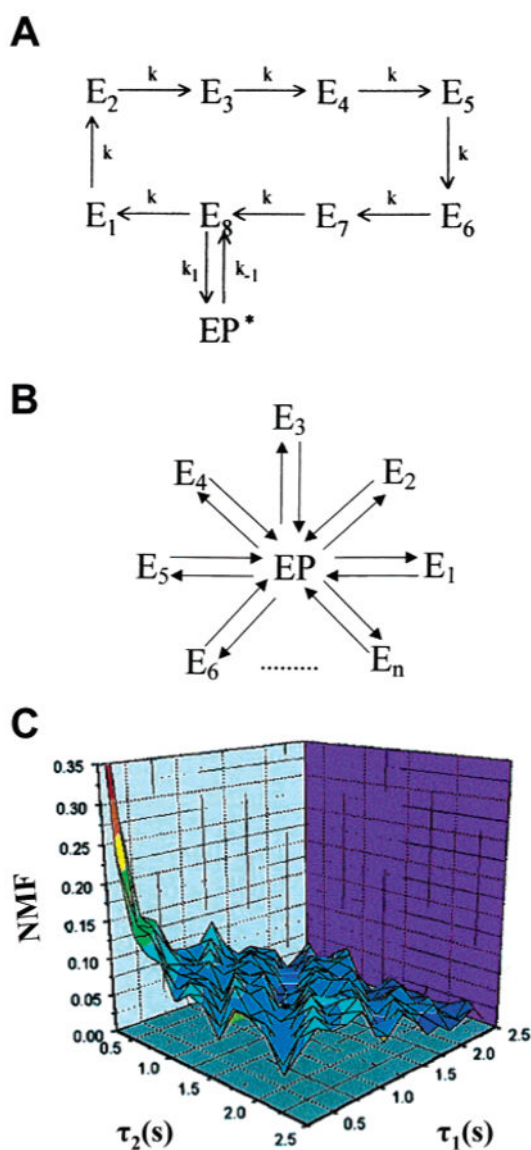 A
k k k
E₂ E₃ E₄ E₅
k k
k k k
E₁ E₈ E₇ E₆
k₁ k₋₁
EP*
B
E₃
E₄ E₂
E₅ EP E₁
E₆ ......... Eₙ
C
0.35
0.30
0.25
0.20
0.15
0.10
0.05
0.00
NMF
0.5 1.0 1.5 2.0 2.5
τ₂(s)
0.5 1.0 1.5 2.0 2.5
τ₁(s)